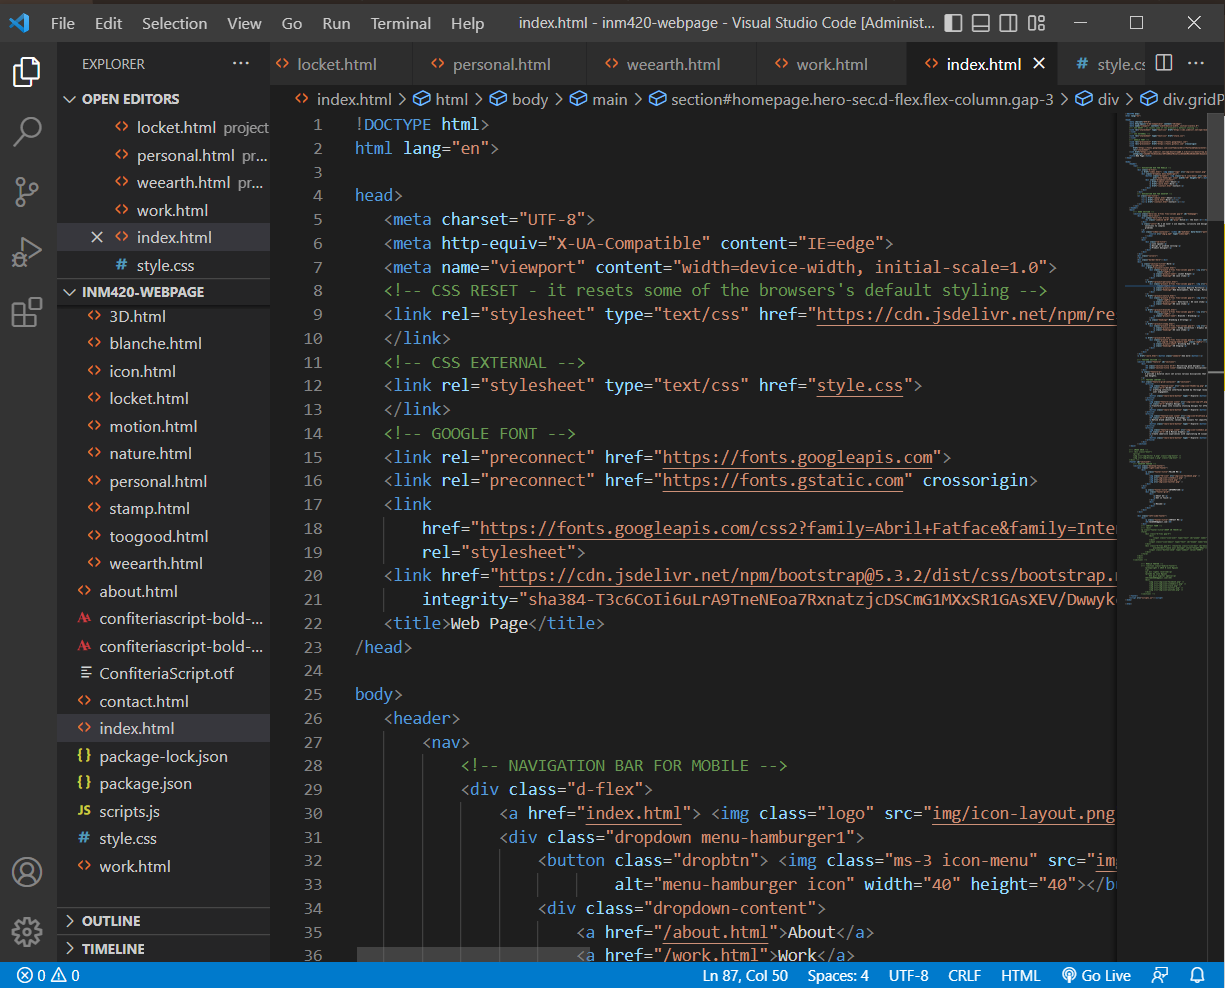 File Edit Selection View Go Run Terminal Help index.html - inm420-webpage - Visual Studio Code [Administ...
EXPLORER ...
locket.html personal.html weearth.html work.html index.html # style.cs ...
OPEN EDITORS
locket.html project
personal.html pr...
weearth.html pr...
work.html
index.html
# style.css
INM420-WEBPAGE
3D.html
blanche.html
icon.html
locket.html
motion.html
nature.html
personal.html
stamp.html
toogood.html
weearth.html
about.html
confiteriascript-bold-...
confiteriascript-bold-...
ConfiteriaScript.otf
contact.html
index.html
{} package-lock.json
{} package.json
JS scripts.js
# style.css
work.html
OUTLINE
TIMELINE
index.html > html > body > main > section#homepage.hero-sec.d-flex.flex-column.gap-3 > div > div.gridP
1 !DOCTYPE html>
2 html lang="en">
3
4 head>
5 <meta charset="UTF-8">
6 <meta http-equiv="X-UA-Compatible" content="IE=edge">
7 <meta name="viewport" content="width=device-width, initial-scale=1.0">
8 <!-- CSS RESET - it resets some of the browsers's default styling -->
9 <link rel="stylesheet" type="text/css" href="https://cdn.jsdelivr.net/npm/re
10 </link>
11 <!-- CSS EXTERNAL -->
12 <link rel="stylesheet" type="text/css" href="style.css">
13 </link>
14 <!-- GOOGLE FONT -->
15 <link rel="preconnect" href="https://fonts.googleapis.com">
16 <link rel="preconnect" href="https://fonts.gstatic.com" crossorigin>
17 <link
18 href="https://fonts.googleapis.com/css2?family=Abril+Fatface&family=Inte
19 rel="stylesheet">
20 <link href="https://cdn.jsdelivr.net/npm/bootstrap@5.3.2/dist/css/bootstrap.
21 integrity="sha384-T3c6CoIi6uLrA9TneNEoa7RxnatzjcDSCmG1MXxSR1GAsXEV/Dwwyk
22 <title>Web Page</title>
23 /head>
24
25 body>
26 <header>
27 <nav>
28 <!-- NAVIGATION BAR FOR MOBILE -->
29 <div class="d-flex">
30 <a href="index.html"> <img class="logo" src="img/icon-layout.png
31 <div class="dropdown menu-hamburger1">
32 <button class="dropbtn"> <img class="ms-3 icon-menu" src="im
33 alt="menu-hamburger icon" width="40" height="40"></b
34 <div class="dropdown-content">
35 <a href="/about.html">About</a>
36 <a href="/work.html">Work</a>
0 0 Ln 87, Col 50 Spaces: 4 UTF-8 CRLF HTML Go Live